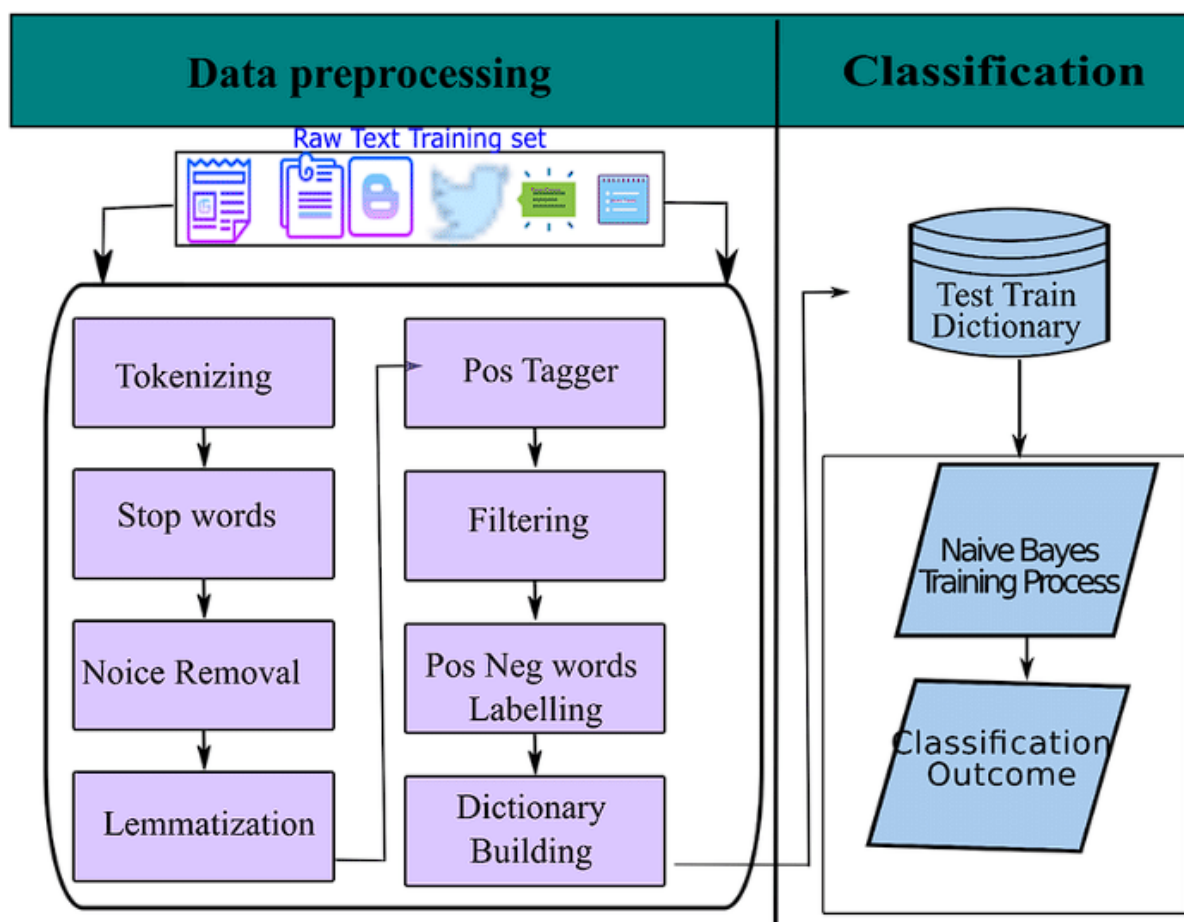 Data preprocessing
Classification
Raw Text Training set
Tokenizing
Stop words
Noice Removal
Lemmatization
Pos Tagger
Filtering
Pos Neg words
Labelling
Dictionary
Building
Test Train
Dictionary
Naive Bayes
Training Process
Classification
Outcome